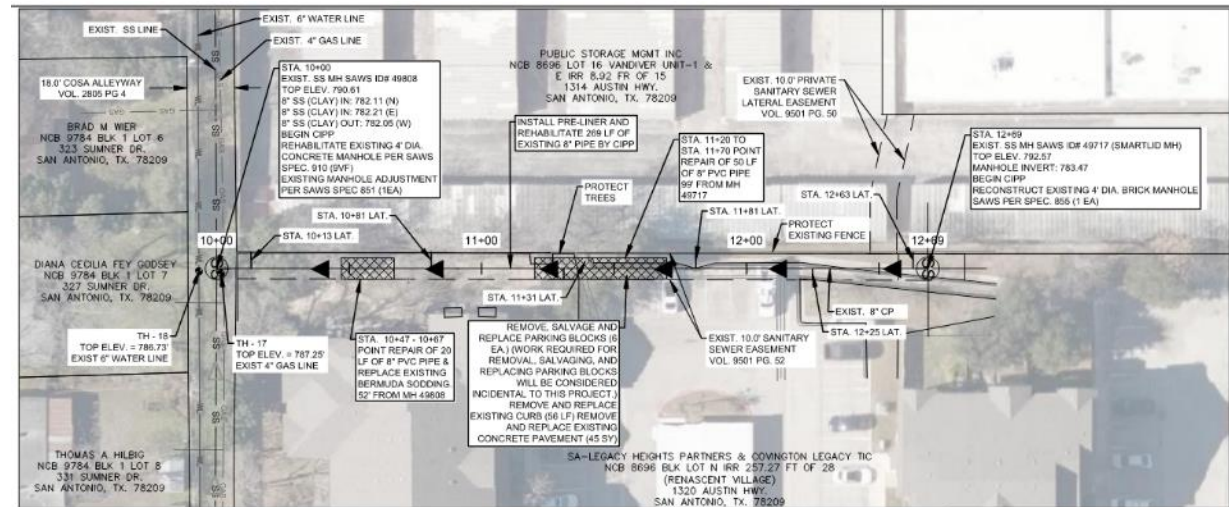 EXIST. SS LINE
EXIST. 6" WATER LINE
EXIST. 4" GAS LINE
18.0' COSA ALLEYWAY
VOL. 2805 PG 4
STA. 10+00
EXIST. SS MH SAWS ID# 49808
TOP ELEV. 790.61
8" SS (CLAY) IN: 782.11 (N)
8" SS (CLAY) IN: 782.21 (E)
8" SS (CLAY) OUT: 782.05 (W)
BEGIN CIPP
REHABILITATE EXISTING 4' DIA.
CONCRETE MANHOLE PER SAWS
SPEC. 910 (9VF)
EXISTING MANHOLE ADJUSTMENT
PER SAWS SPEC 851 (1EA)
BRAD M WIER
NCB 9784 BLK 1 LOT 6
323 SUMNER DR.
SAN ANTONIO, TX. 78209
PUBLIC STORAGE MGMT INC
NCB 8696 LOT 16 VANDIVER UNIT-1 &
E IRR 8.92 FR OF 15
1314 AUSTIN HWY.
SAN ANTONIO, TX. 78209
INSTALL PRE-LINER AND
REHABILITATE 269 LF OF
EXISTING 8" PIPE BY CIPP
PROTECT
TREES
STA. 11+20 TO
STA. 11+70 POINT
REPAIR OF 50 LF
OF 8" PVC PIPE
99' FROM MH
49717
EXIST. 10.0' PRIVATE
SANITARY SEWER
LATERAL EASEMENT
VOL. 9501 PG. 50
STA. 12+69
EXIST. SS MH SAWS ID# 49717 (SMARTLID MH)
TOP ELEV. 792.57
MANHOLE INVERT: 783.47
BEGIN CIPP
RECONSTRUCT EXISTING 4' DIA. BRICK MANHOLE
SAWS PER SPEC. 855 (1 EA)
STA. 12+63 LAT.
STA. 11+81 LAT.
PROTECT
EXISTING FENCE
STA. 10+81 LAT.
STA. 10+13 LAT.
10+00
11+00
12+00
12+69
SS
SS
SS
SS
SS
SS
DIANA CECILIA FEY GODSEY
NCB 9784 BLK 1 LOT 7
327 SUMNER DR.
SAN ANTONIO, TX. 78209
TH - 18
TOP ELEV. = 786.73'
EXIST 6" WATER LINE
TH - 17
TOP ELEV. = 787.25'
EXIST 4" GAS LINE
STA. 10+47 - 10+67
POINT REPAIR OF 20
LF OF 8" PVC PIPE &
REPLACE EXISTING
BERMUDA SODDING.
52' FROM MH 49808
STA. 11+31 LAT.
REMOVE, SALVAGE AND
REPLACE PARKING BLOCKS (6
EA.) (WORK REQUIRED FOR
REMOVAL, SALVAGING, AND
REPLACING PARKING BLOCKS
WILL BE CONSIDERED
INCIDENTAL TO THIS PROJECT.)
REMOVE AND REPLACE
EXISTING CURB (56 LF) REMOVE
AND REPLACE EXISTING
CONCRETE PAVEMENT (45 SY)
EXIST. 8" CP
STA. 12+25 LAT.
EXIST. 10.0' SANITARY
SEWER EASEMENT
VOL. 9501 PG. 52
THOMAS A HILBIG
NCB 9784 BLK 1 LOT 8
331 SUMNER DR.
SAN ANTONIO, TX. 78209
SA-LEGACY HEIGHTS PARTNERS & COVINGTON LEGACY TIC
NCB 8696 BLK LOT N IRR 257.27 FT OF 28
(RENASCENT VILLAGE)
1320 AUSTIN HWY.
SAN ANTONIO, TX. 78209